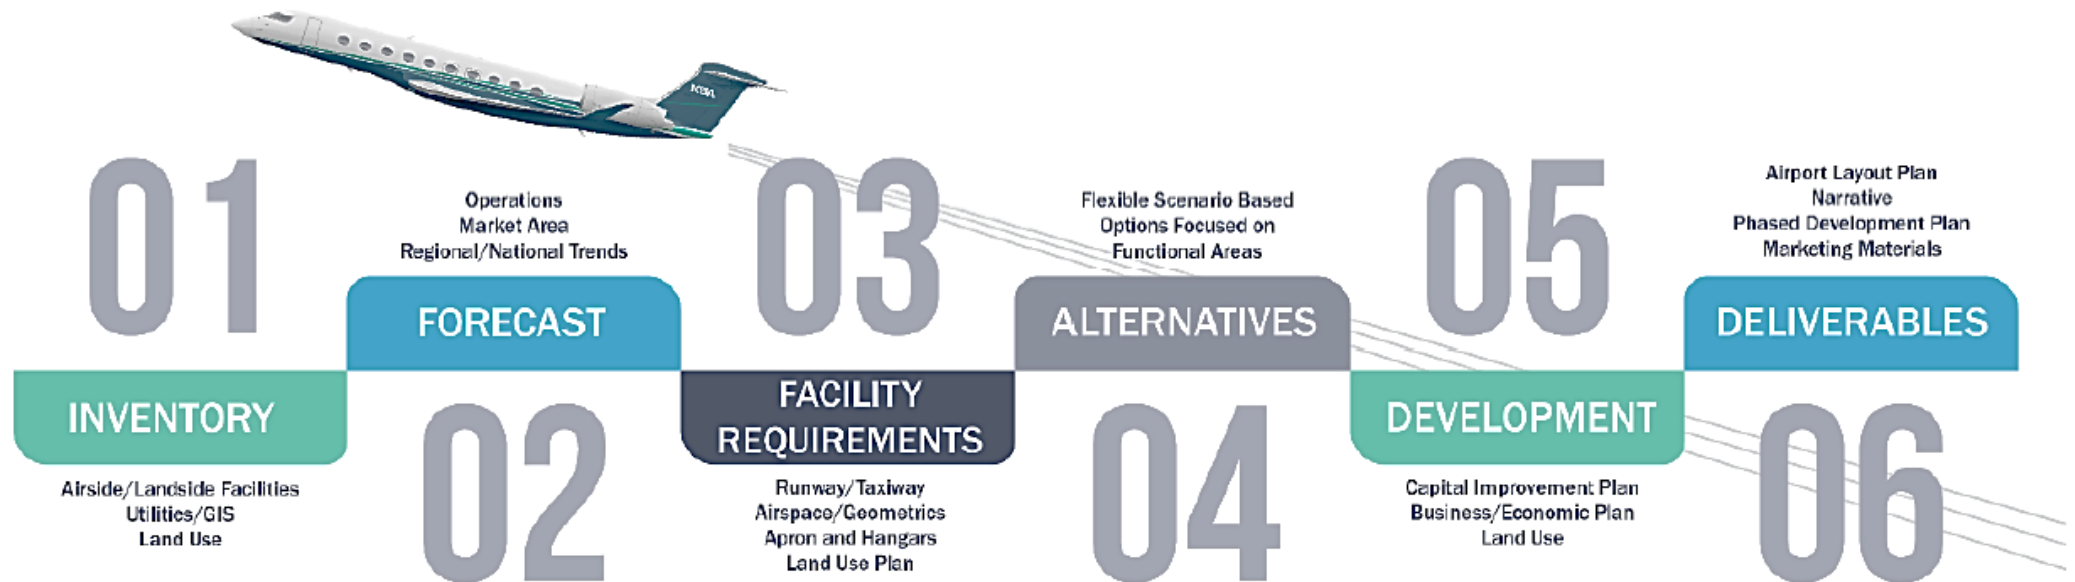 01
INVENTORY
Airside/Landside Facilities
Utilities/GIS
Land Use
Operations
Market Area
Regional/National Trends
FORECAST
02
03
FACILITY
REQUIREMENTS
Runway/Taxiway
Airspace/Geometrics
Apron and Hangars
Land Use Plan
Flexible Scenario Based
Options Focused on
Functional Areas
ALTERNATIVES
04
05
DEVELOPMENT
Capital Improvement Plan
Business/Economic Plan
Land Use
Airport Layout Plan
Narrative
Phased Development Plan
Marketing Materials
DELIVERABLES
06